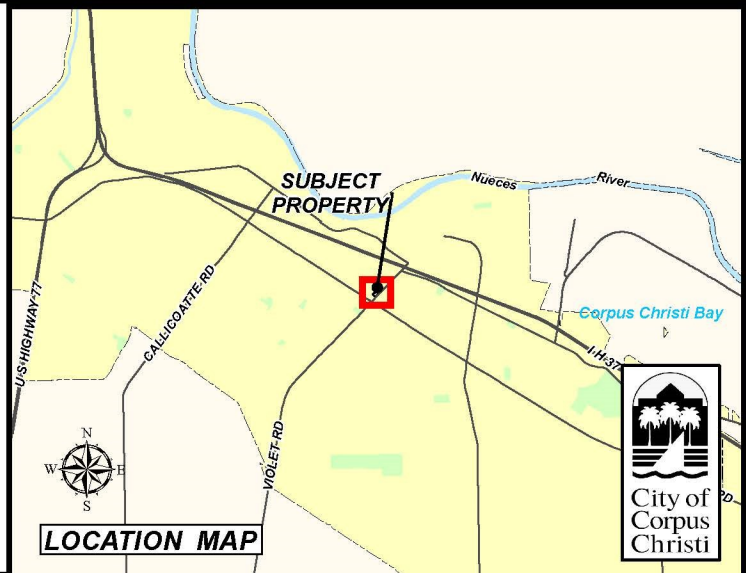 SUBJECT
PROPERTY
Nueces
River
Corpus Christi Bay
U S HIGHWAY 77
CALLICOATTE RD
VIOLET RD
I H 37
RD
N
W
E
S
LOCATION MAP
City of
Corpus
Christi